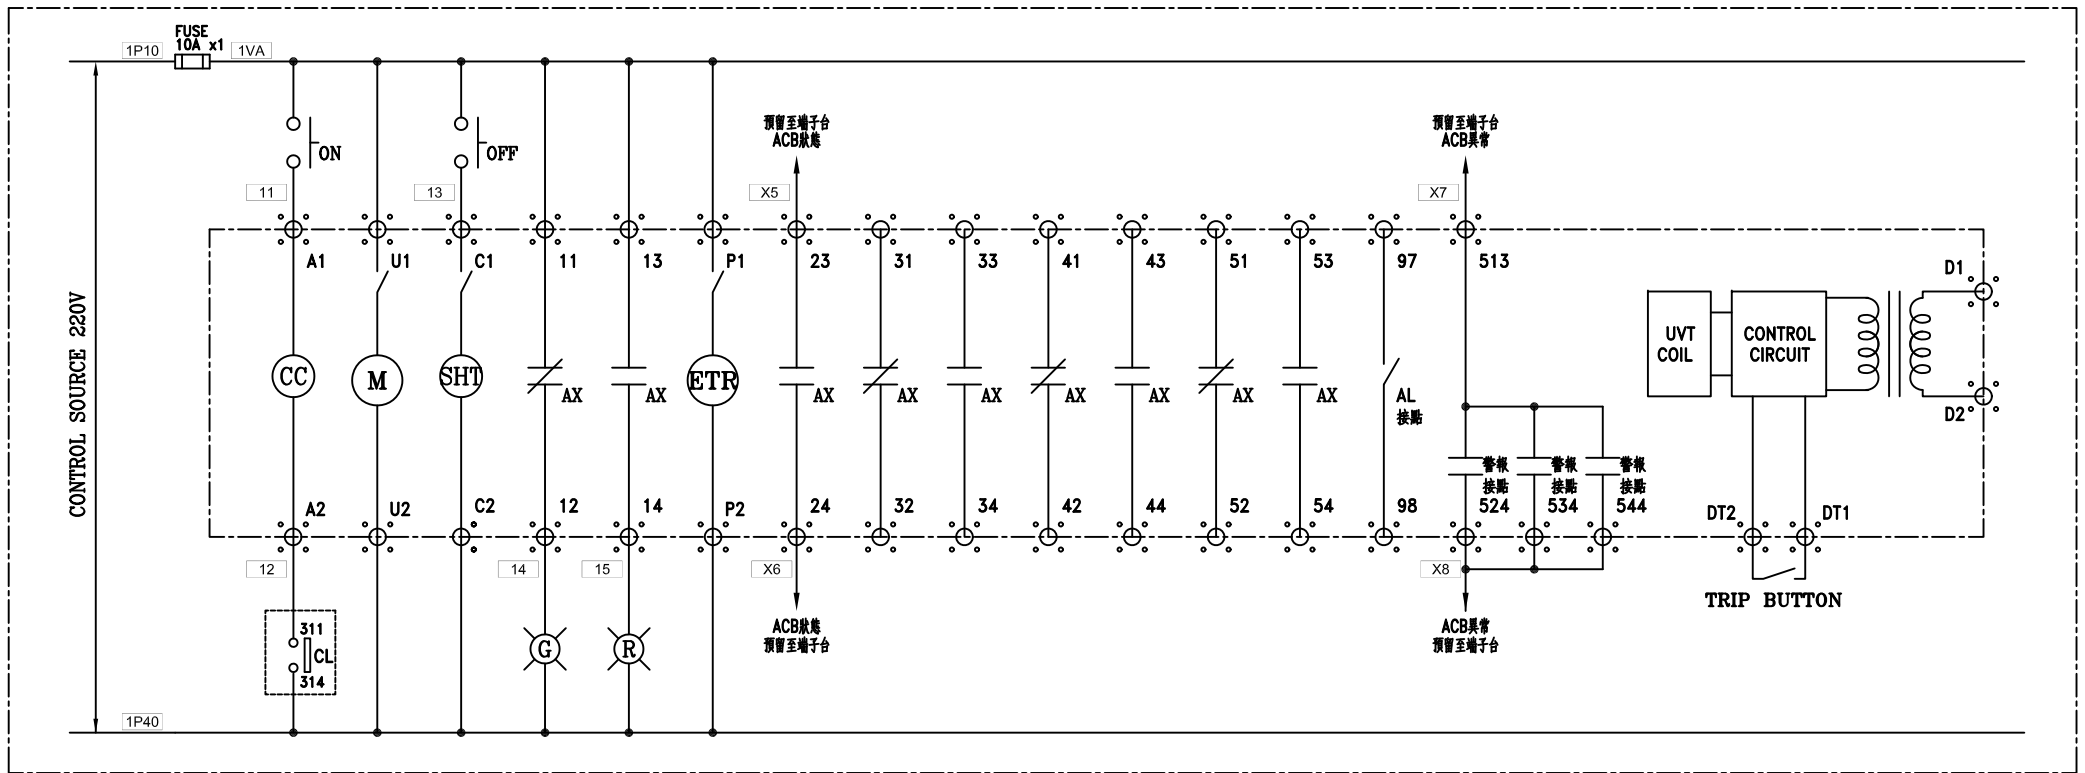 FUSE
10A x1
1P10
1VA
預留至端子台
ACB狀態
預留至端子台
ACB異常
ON
OFF
11
13
X5
X7
A1
U1
C1
11
13
P1
23
31
33
41
43
51
53
97
513
D1
CONTROL SOURCE 220V
UVT
COIL
CONTROL
CIRCUIT
CC
M
SHT
AX
AX
ETR
AX
AX
AX
AX
AX
AX
AX
AL
接點
D2
警報
接點
警報
接點
警報
接點
A2
U2
C2
12
14
P2
24
32
34
42
44
52
54
98
524
534
544
DT2
DT1
12
14
15
X6
X8
TRIP BUTTON
311
CL
314
G
R
ACB狀態
預留至端子台
ACB異常
預留至端子台
1P40